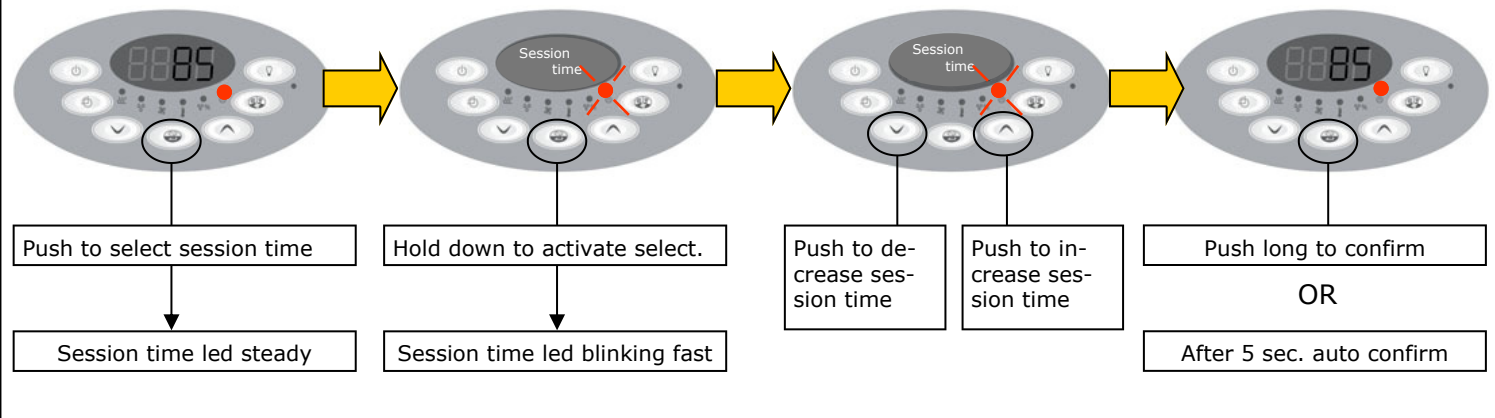 85
Push to select session time
Session time led steady
Session
time
Hold down to activate select.
Session time led blinking fast
Session
time
Push to de-
crease ses-
sion time
Push to in-
crease ses-
sion time
85
Push long to confirm
OR
After 5 sec. auto confirm